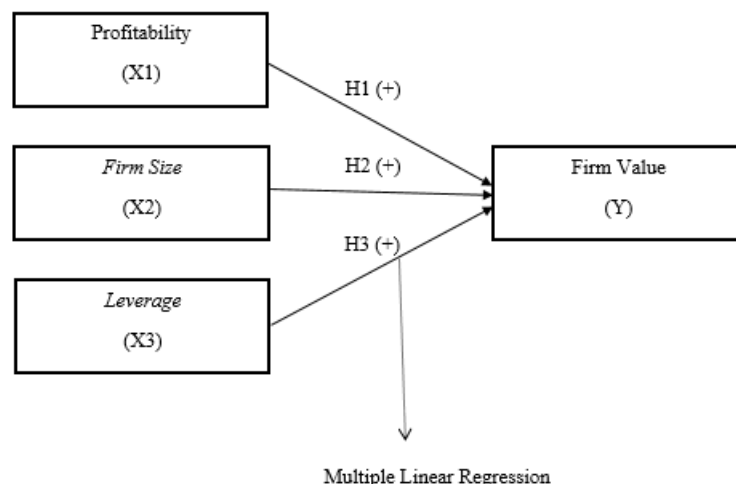 Profitability
(X1)
H1 (+)
Firm Size
(X2)
H2 (+)
Firm Value
(Y)
H3 (+)
Leverage
(X3)
Multiple Linear Regression